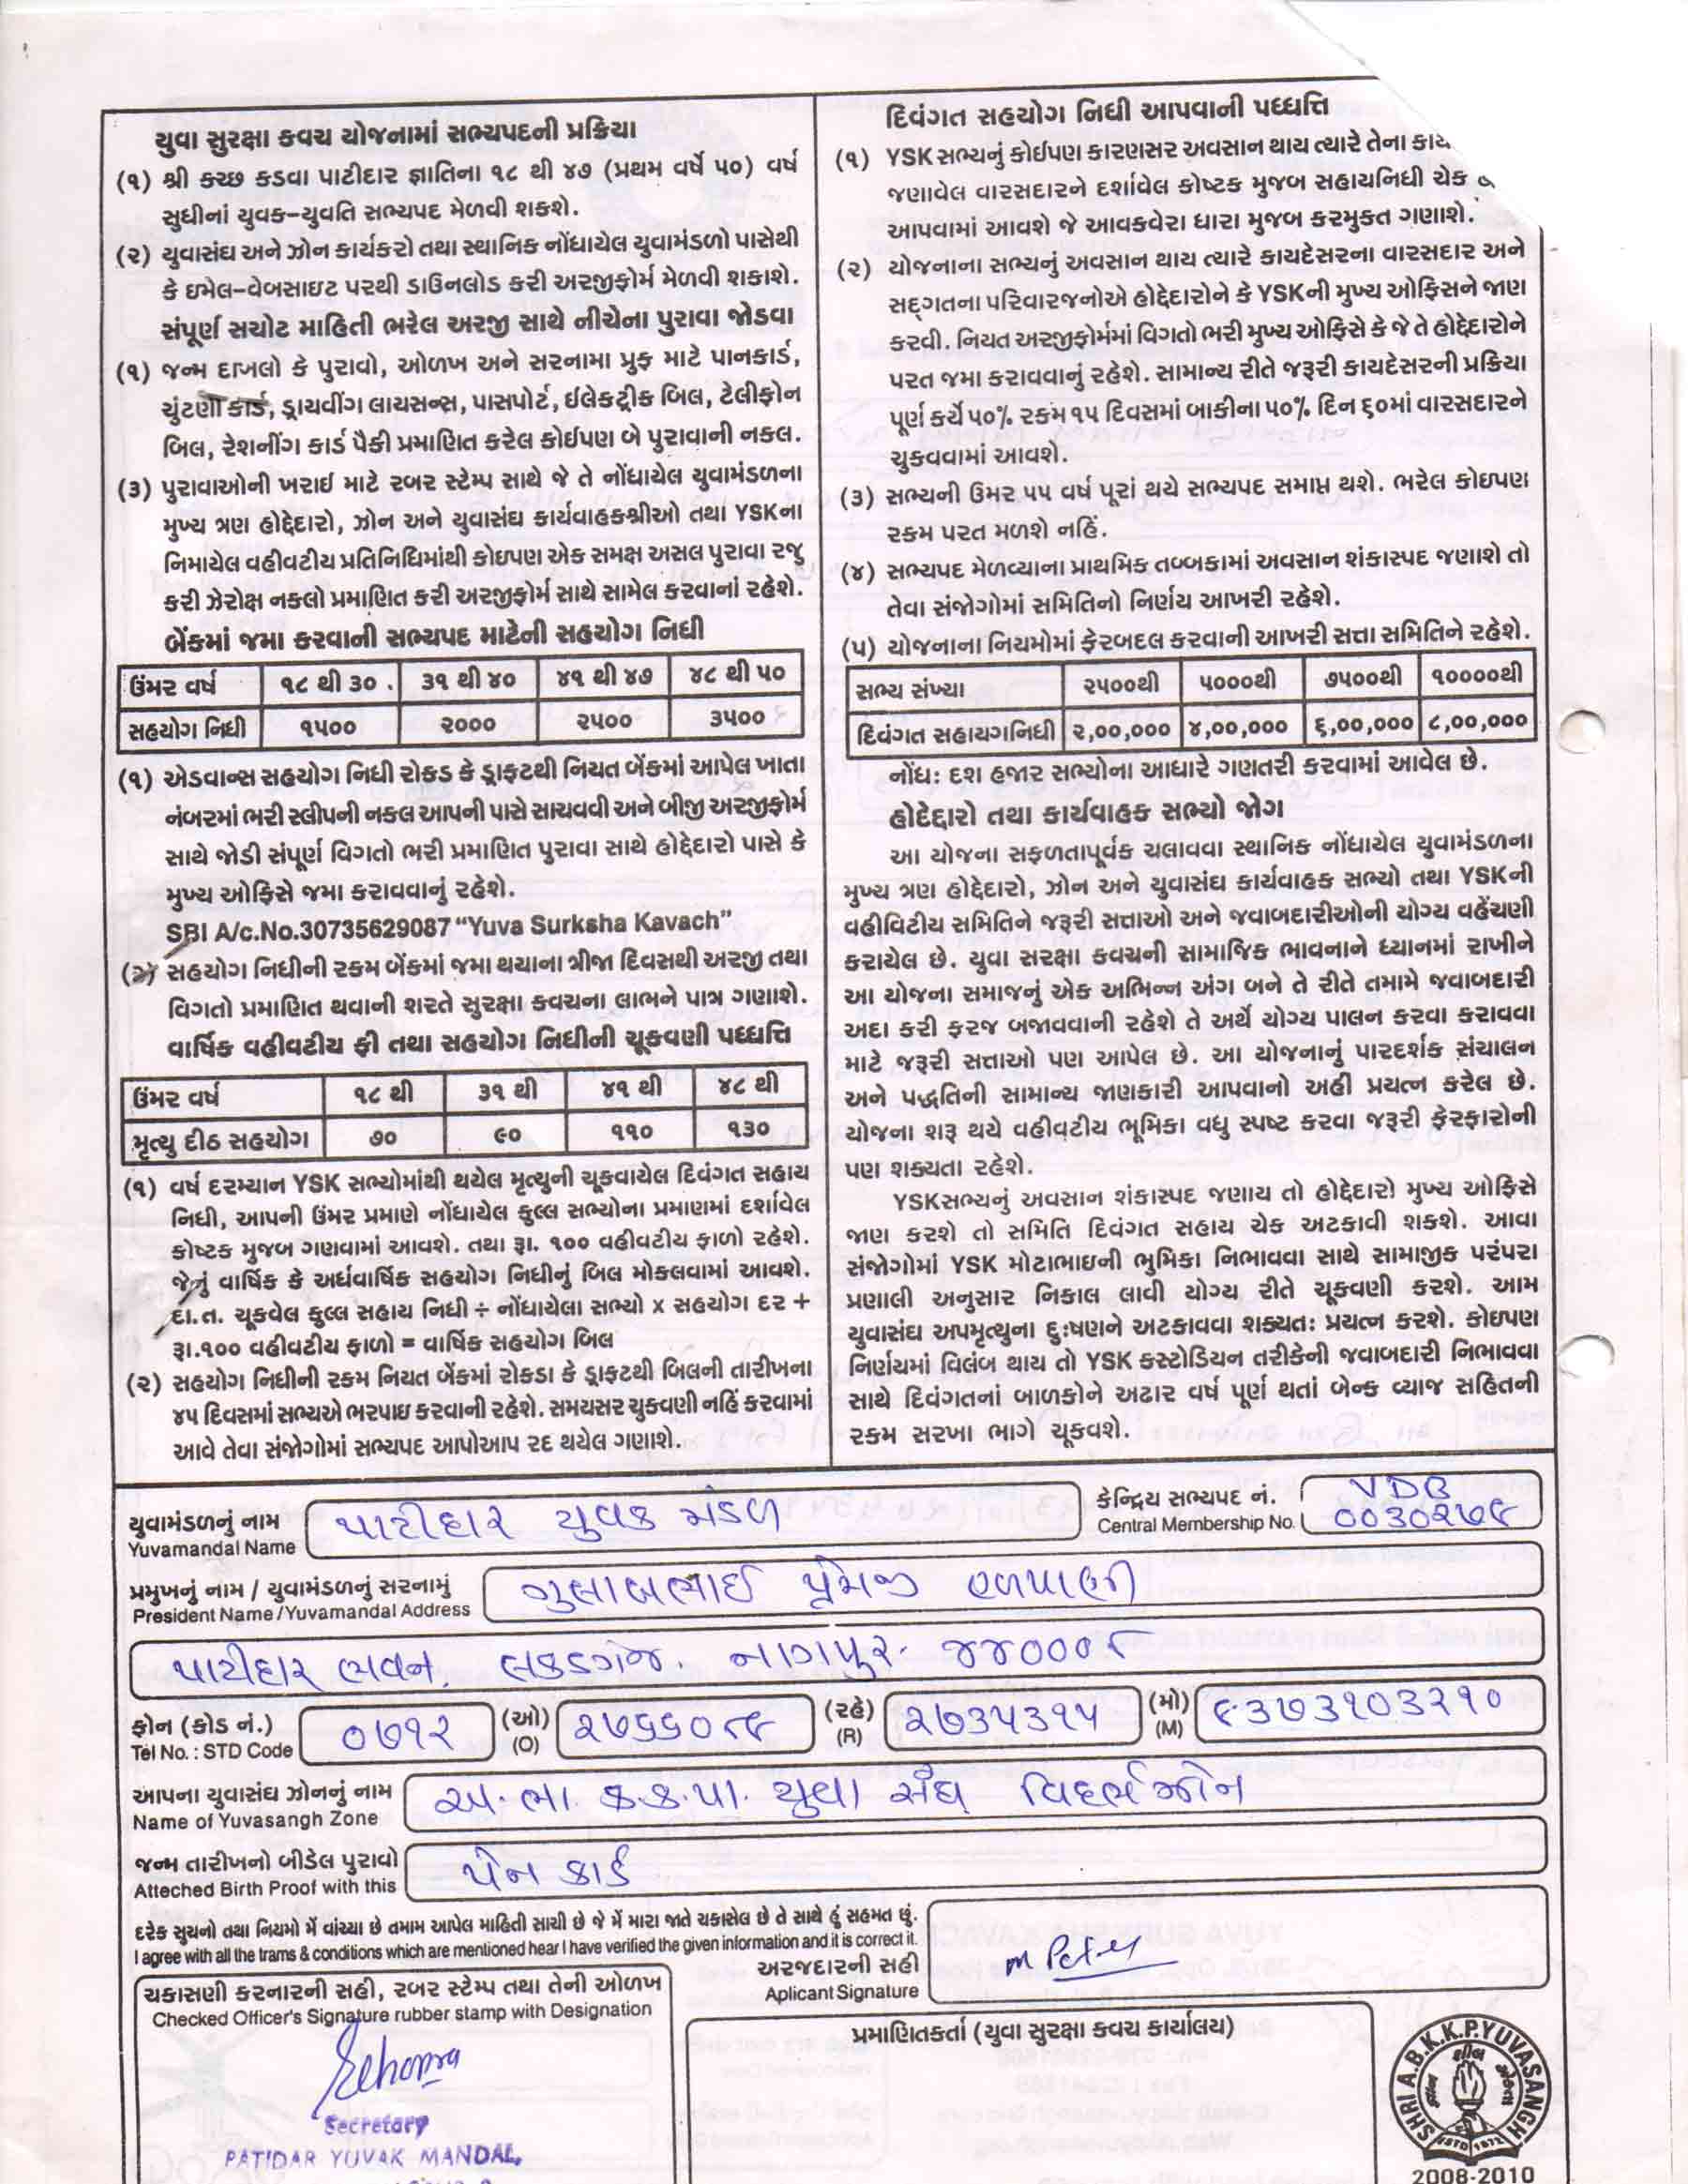 યુવા સુરક્ષા કવચ યોજનામાં સભ્યપદની પ્રક્રિયા
(૧) શ્રી કચ્છ કડવા પાટીદાર જ્ઞાતિના ૧૮ થી ૪૭ (પ્રથમ વર્ષે ૫૦) વર્ષ
સુધીનાં યુવક–યુવતિ સભ્યપદ મેળવી શકશે.
(૨) યુવાસંઘ અને ઝોન કાર્યકરો તથા સ્થાનિક નોંધાયેલ યુવામંડળો પાસેથી
કે ઇમેલ–વેબસાઇટ પરથી ડાઉનલોડ કરી અરજીફોર્મ મેળવી શકાશે.
સંપૂર્ણ સચોટ માહિતી ભરેલ અરજી સાથે નીચેના પુરાવા જોડવા
(૧) જન્મ દાખલો કે પુરાવો, ઓળખ અને સરનામા પ્રુફ માટે પાનકાર્ડ,
ચુંટણી કાર્ડ, ડ્રાયવીંગ લાયસન્સ, પાસપોર્ટ, ઈલેક્ટ્રીક બિલ, ટેલીફોન
બિલ, રેશનીંગ કાર્ડ પૈકી પ્રમાણિત કરેલ કોઈપણ બે પુરાવાની નકલ.
(૩) પુરાવાઓની ખરાઈ માટે રબર સ્ટેમ્પ સાથે જે તે નોંધાયેલ યુવામંડળના
મુખ્ય ત્રણ હોદ્દેદારો, ઝોન અને યુવાસંઘ કાર્યવાહકશ્રીઓ તથા YSKના
નિમાયેલ વહીવટીય પ્રતિનિધિમાંથી કોઇપણ એક સમક્ષ અસલ પુરાવા રજુ
કરી ઝેરોક્ષ નકલો પ્રમાણિત કરી અરજીફોર્મ સાથે સામેલ કરવાનાં રહેશે.
બેંકમાં જમા કરવાની સભ્યપદ માટેની સહયોગ નિધી
ઉંમર વર્ષ ૧૮ થી ૩૦ . ૩૧ થી ૪૦ ૪૧ થી ૪૭ ૪૮ થી ૫૦
સહયોગ નિધી ૧૫૦૦ ૨૦૦૦ ૨૫૦૦ ૩૫૦૦
(૧) એડવાન્સ સહયોગ નિધી રોકડ કે ડ્રાફટથી નિયત બેંકમાં આપેલ ખાતા
નંબરમાં ભરી સ્લીપની નકલ આપની પાસે સાચવવી અને બીજી અરજીફોર્મ
સાથે જોડી સંપૂર્ણ વિગતો ભરી પ્રમાણિત પુરાવા સાથે હોદ્દેદારો પાસે કે
મુખ્ય ઓફિસે જમા કરાવવાનું રહેશે.
SBI A/c.No.30735629087 “Yuva Surksha Kavach”
(૨) સહયોગ નિધીની રકમ બેંકમાં જમા થયાના ત્રીજા દિવસથી અરજી તથા
વિગતો પ્રમાણિત થવાની શરતે સુરક્ષા કવચના લાભને પાત્ર ગણાશે.
વાર્ષિક વહીવટીય ફી તથા સહયોગ નિધીની ચૂકવણી પધ્ધતિ
ઉંમર વર્ષ ૧૮ થી ૩૧ થી ૪૧ થી ૪૮ થી
મૃત્યુ દીઠ સહયોગ ૭૦ ૯૦ ૧૧૦ ૧૩૦
(૧) વર્ષ દરમ્યાન YSK સભ્યોમાંથી થયેલ મૃત્યુની ચૂકવાયેલ દિવંગત સહાય
નિધી, આપની ઉંમર પ્રમાણે નોંધાયેલ કુલ્લ સભ્યોના પ્રમાણમાં દર્શાવેલ
કોષ્ટક મુજબ ગણવામાં આવશે. તથા રૂા. ૧૦૦ વહીવટીય ફાળો રહેશે.
જેનું વાર્ષિક કે અર્ધવાર્ષિક સહયોગ નિધીનું બિલ મોકલવામાં આવશે.
દા.ત. ચૂકવેલ કુલ્લ સહાય નિધી ÷ નોંધાયેલા સભ્યો x સહયોગ દર +
રૂા.૧૦૦ વહીવટીય ફાળો = વાર્ષિક સહયોગ બિલ
(૨) સહયોગ નિધીની રકમ નિયત બેંકમાં રોકડા કે ડ્રાફટથી બિલની તારીખના
૪૫ દિવસમાં સભ્યએ ભરપાઇ કરવાની રહેશે. સમયસર ચુકવણી નહિં કરવામાં
આવે તેવા સંજોગોમાં સભ્યપદ આપોઆપ રદ થયેલ ગણાશે.
દિવંગત સહયોગ નિધી આપવાની પધ્ધતિ
(૧) YSK સભ્યનું કોઈપણ કારણસર અવસાન થાય ત્યારે તેના
જણાવેલ વારસદારને દર્શાવેલ કોષ્ટક મુજબ સહાયનિધી ચેક
આપવામાં આવશે જે આવકવેરા ધારા મુજબ કરમુક્ત ગણાશે.
(૨) યોજનાના સભ્યનું અવસાન થાય ત્યારે કાયદેસરના વારસદાર અને
સદ્દગતના પરિવારજનોએ હોદ્દેદારોને કે YSKની મુખ્ય ઓફિસને જાણ
કરવી. નિયત અરજીફોર્મમાં વિગતો ભરી મુખ્ય ઓફિસે કે જે તે હોદ્દેદારોને
પરત જમા કરાવવાનું રહેશે. સામાન્ય રીતે જરૂરી કાયદેસરની પ્રક્રિયા
પૂર્ણ કર્યે ૫૦% રકમ ૧૫ દિવસમાં બાકીના ૫૦% દિન ૬૦માં વારસદારને
ચુકવવામાં આવશે.
(૩) સભ્યની ઉમર ૫૫ વર્ષ પૂરાં થયે સભ્યપદ સમાપ્ત થશે. ભરેલ કોઇપણ
રકમ પરત મળશે નહિં.
(૪) સભ્યપદ મેળવ્યાના પ્રાથમિક તબ્બકામાં અવસાન શંકાસ્પદ જણાશે તો
તેવા સંજોગોમાં સમિતિનો નિર્ણય આખરી રહેશે.
(૫) યોજનાના નિયમોમાં ફેરબદલ કરવાની આખરી સત્તા સમિતિને રહેશે.
સભ્ય સંખ્યા ૨૫૦૦થી ૫૦૦૦થી ૭૫૦૦થી ૧૦૦૦૦થી
દિવંગત સહાયગનિધી ૨,૦૦,૦૦૦ ૪,૦૦,૦૦૦ ૬,૦૦,૦૦૦ ૮,૦૦,૦૦૦
નોંધઃ દશ હજાર સભ્યોના આધારે ગણતરી કરવામાં આવેલ છે.
હોદેદ્દારો તથા કાર્યવાહક સભ્યો જોગ
આ યોજના સફળતાપૂર્વક ચલાવવા સ્થાનિક નોંધાયેલ યુવામંડળના
મુખ્ય ત્રણ હોદ્દેદારો, ઝોન અને યુવાસંઘ કાર્યવાહક સભ્યો તથા YSKની
વહીવિટીય સમિતિને જરૂરી સત્તાઓ અને જવાબદારીઓની યોગ્ય વહેંચણી
કરાયેલ છે. યુવા સરક્ષા કવચની સામાજિક ભાવનાને ધ્યાનમાં રાખીને
આ યોજના સમાજનું એક અભિન્ન અંગ બને તે રીતે તમામે જવાબદારી
અદા કરી ફરજ બજાવવાની રહેશે તે અર્થે યોગ્ય પાલન કરવા કરાવવા
માટે જરૂરી સત્તાઓ પણ આપેલ છે. આ યોજનાનું પારદર્શક સંચાલન
અને પદ્ધતિની સામાન્ય જાણકારી આપવાનો અહી પ્રયત્ન કરેલ છે.
યોજના શરૂ થયે વહીવટીય ભૂમિકા વધુ સ્પષ્ટ કરવા જરૂરી ફેરફારોની
પણ શક્યતા રહેશે.
YSKસભ્યનું અવસાન શંકાસ્પદ જણાય તો હોદ્દેદારો મુખ્ય ઓફિસે
જાણ કરશે તો સમિતિ દિવંગત સહાય ચેક અટકાવી શકશે. આવા
સંજોગોમાં YSK મોટાભાઇની ભુમિકા નિભાવવા સાથે સામાજીક પરંપરા
પ્રણાલી અનુસાર નિકાલ લાવી યોગ્ય રીતે ચૂકવણી કરશે. આમ
યુવાસંઘ અપમૃત્યુના દુઃષણને અટકાવવા શક્યતઃ પ્રયત્ન કરશે. કોઇપણ
નિર્ણયમાં વિલંબ થાય તો YSK કસ્ટોડિયન તરીકેની જવાબદારી નિભાવવા
સાથે દિવંગતનાં બાળકોને અઢાર વર્ષ પૂર્ણ થતાં બેન્ક વ્યાજ સહિતની
રકમ સરખા ભાગે ચૂકવશે.
યુવામંડળનું નામ પાટીદાર યુવક મંડળ કેન્દ્રિય સભ્યપદ નં. VDB
Yuvamandal Name Central Membership No. ૦૦૩૦૨૭૯
પ્રમુખનું નામ / યુવામંડળનું સરનામું ગુલાબભાઈ પ્રેમજી હળપાણી
President Name/Yuvamandal Address
પાટીદાર ભવન, લકડગંજ. નાગપુર. ૪૪૦૦૦૮
ફોન (કોડ નં.) ૦૭૧૨ (ઓ) ૨૭૬૬૦૮૯ (રહે) ૨૭૩૫૩૧૫ (મો) ૯૩૭૩૧૦૩૨૧૦
Tel No. : STD Code (O) (R) (M)
આપના યુવાસંઘ ઝોનનું નામ અ.ભા. ક.ક.પા. યુવા સંઘ વિદર્ભઝોન
Name of Yuvasangh Zone
જન્મ તારીખનો બીડેલ પુરાવો પેન કાર્ડ
Atteched Birth Proof with this
દરેક સુચનો તથા નિયમો મેં વાંચ્યા છે તમામ આપેલ માહિતી સાચી છે જે મેં મારા જાતે ચકાસેલ છે તે સાથે હું સહમત છું.
I agree with all the trams & conditions which are mentioned hear I have verified the given information and it is correct it.
અરજદારની સહી
Aplicant Signature
ચકાસણી કરનારની સહી, રબર સ્ટેમ્પ તથા તેની ઓળખ
Checked Officer's Signature rubber stamp with Designation
Secretary
PATIDAR YUVAK MANDAL,
પ્રમાણિતકર્તા (યુવા સુરક્ષા કવચ કાર્યાલય)
SHRI A.B.K.K.P.YUVASANGH
ESTD 1972
2008-2010